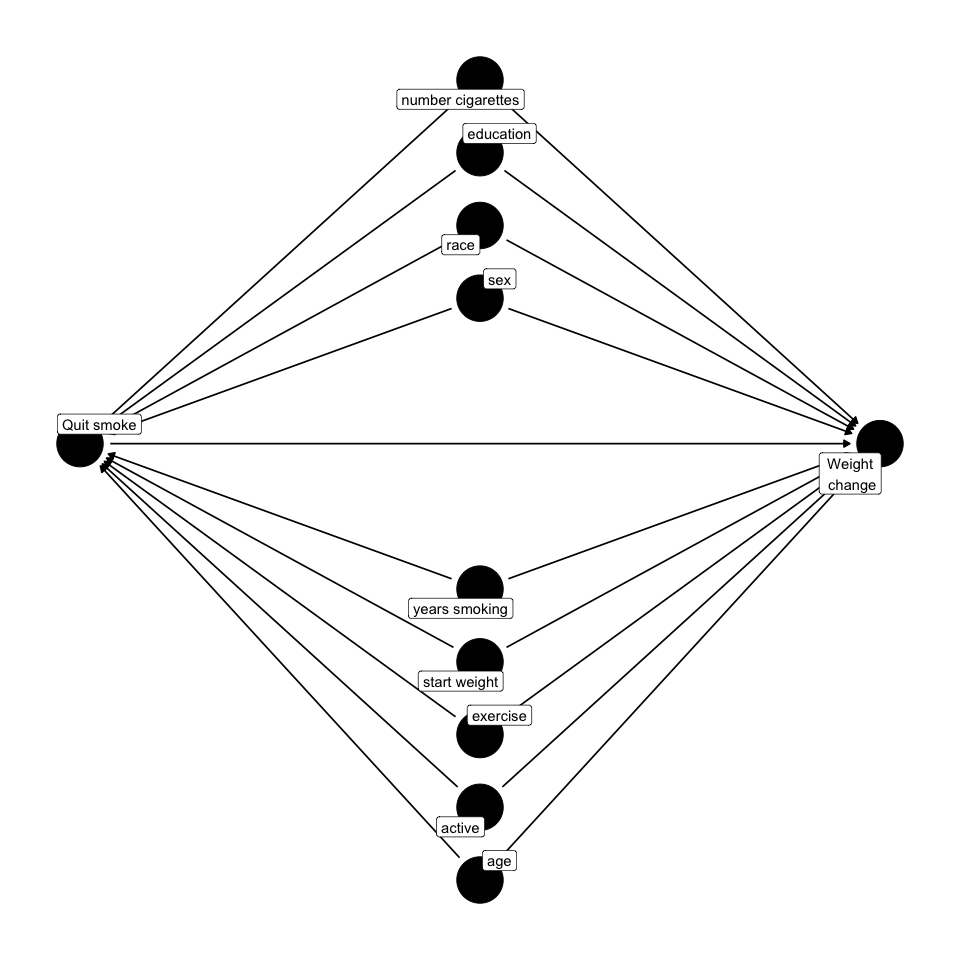 number cigarettes
education
race
sex
Quit smoke
Weight
change
years smoking
start weight
exercise
active
age